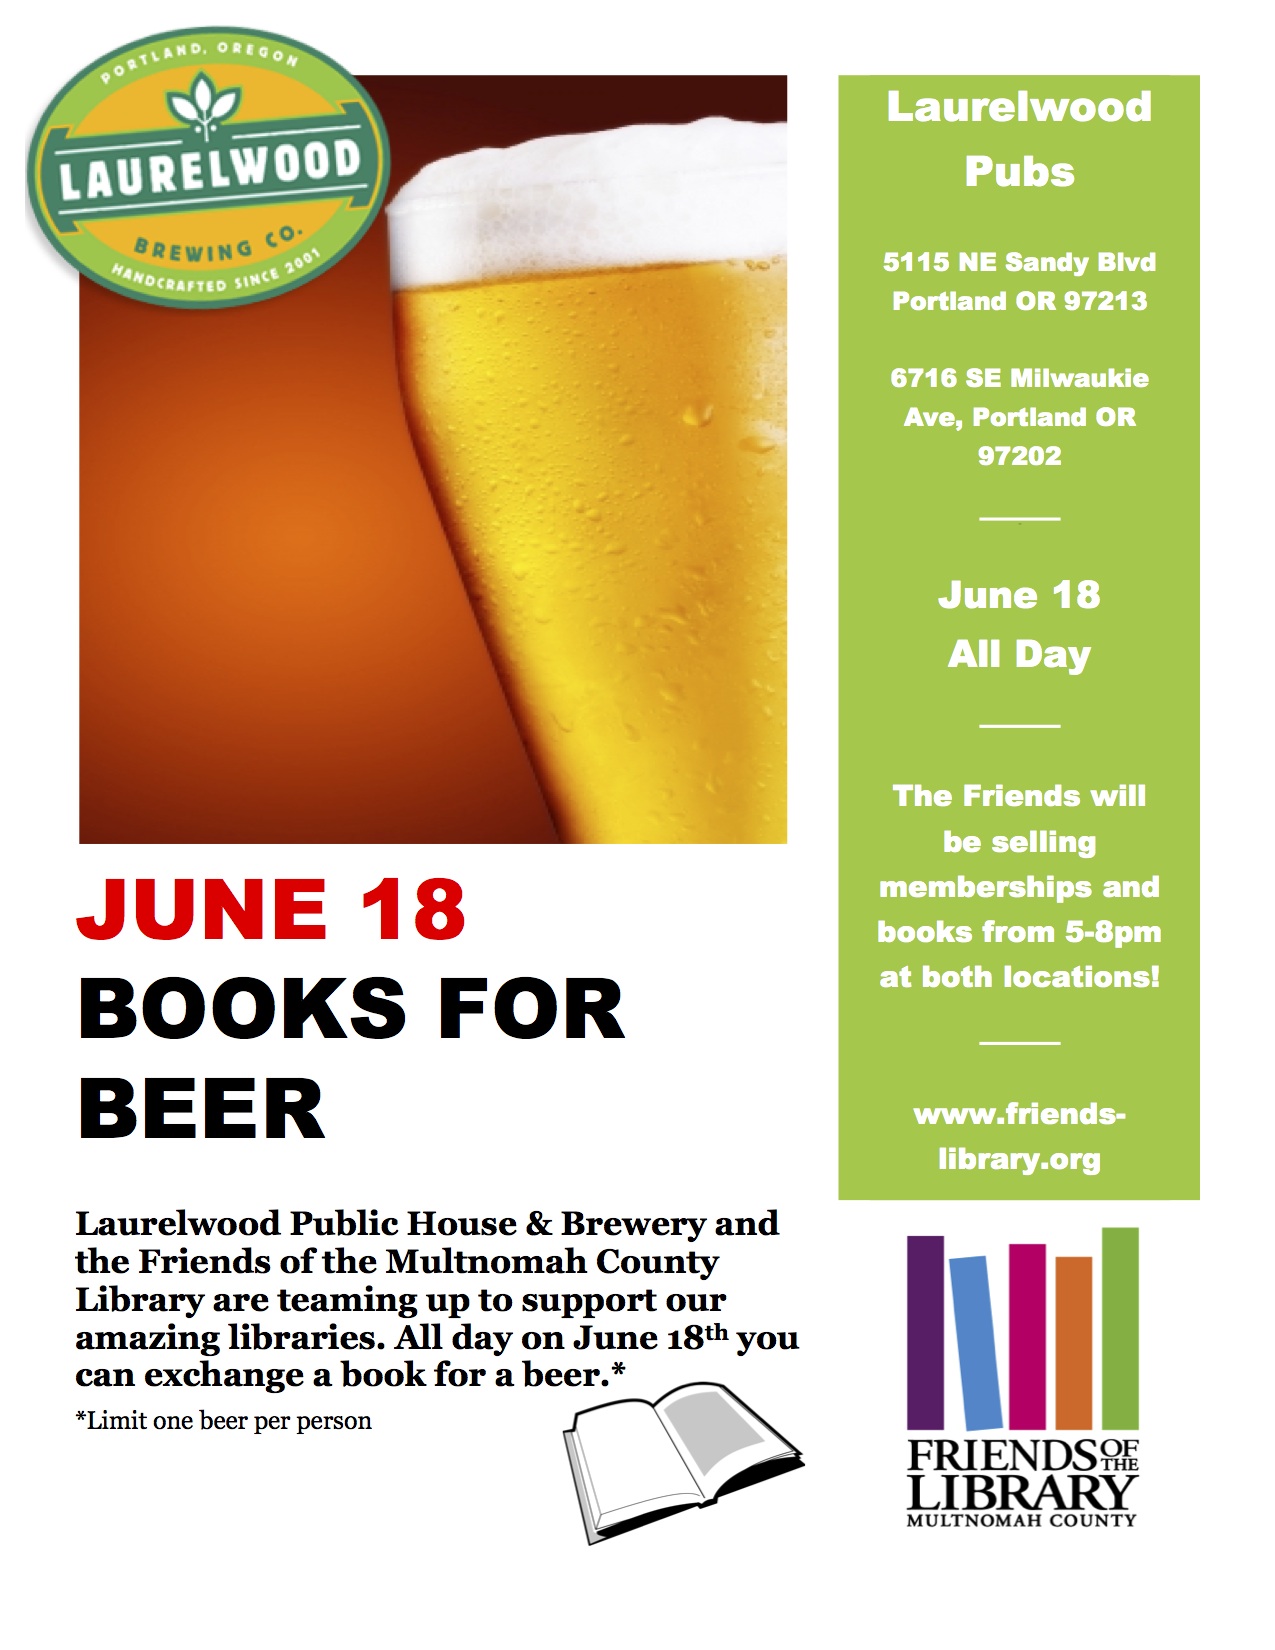 PORTLAND, OREGON
LAURELWOOD
BREWING CO.
HANDCRAFTED SINCE 2001
JUNE 18
BOOKS FOR
BEER
Laurelwood Public House & Brewery and
the Friends of the Multnomah County
Library are teaming up to support our
amazing libraries. All day on June 18th you
can exchange a book for a beer.*
*Limit one beer per person
Laurelwood
Pubs
5115 NE Sandy Blvd
Portland OR 97213
6716 SE Milwaukie
Ave, Portland OR
97202
June 18
All Day
The Friends will
be selling
memberships and
books from 5-8pm
at both locations!
www.friends-
library.org
FRIENDS OF THE
LIBRARY
MULTNOMAH COUNTY